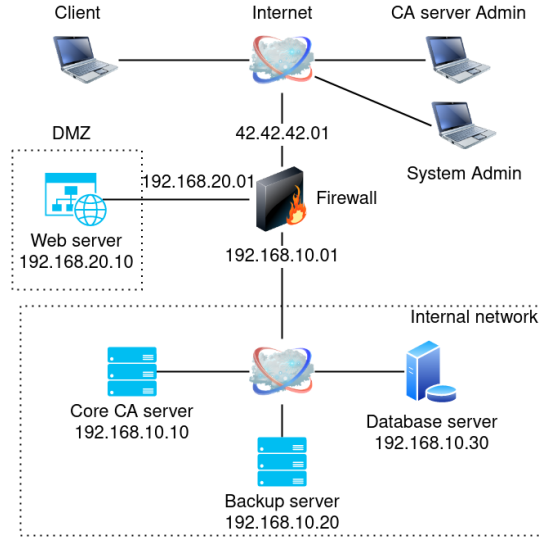 Client
Internet
CA server Admin
DMZ
42.42.42.01
System Admin
192.168.20.01
Firewall
Web server
192.168.20.10
192.168.10.01
Internal network
Core CA server
192.168.10.10
Database server
192.168.10.30
Backup server
192.168.10.20